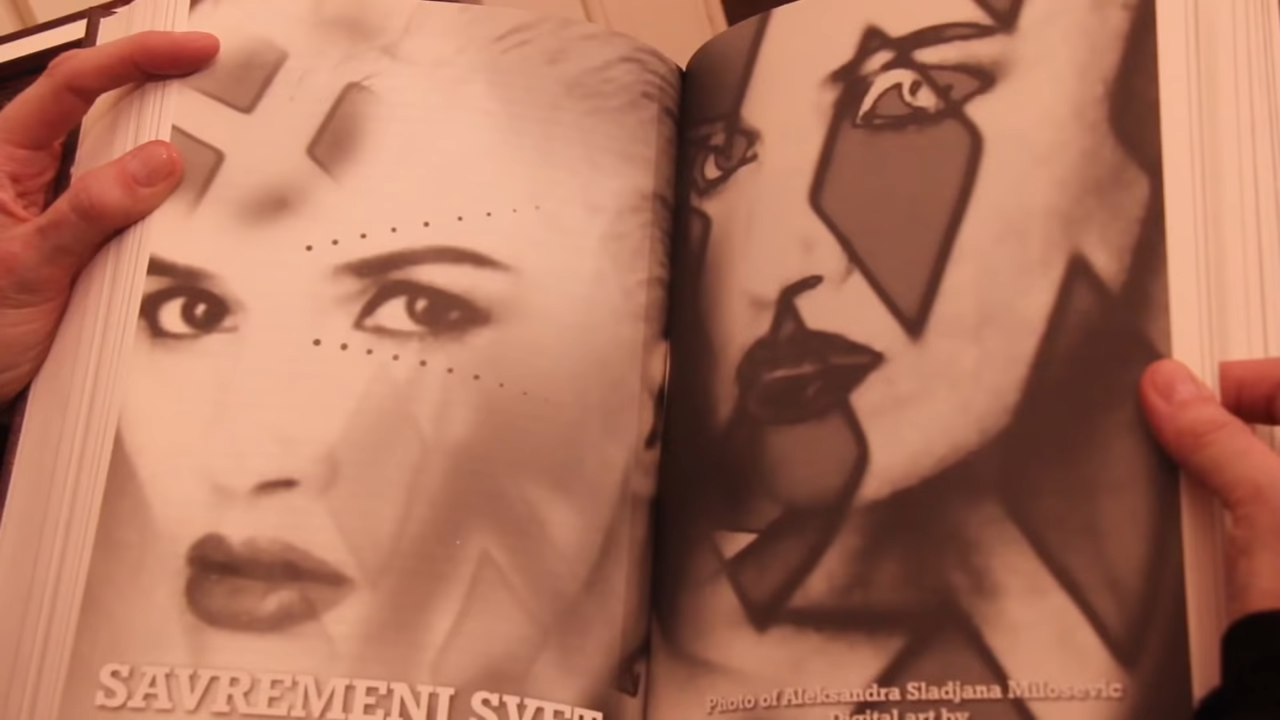 SAVREMENI SVET
Photo of Aleksandra Sladjana Milosevic
Digital art by